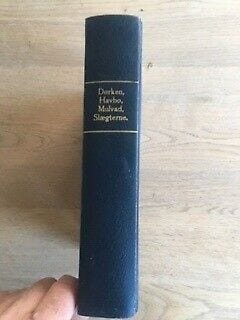 Dorken,
Havbo,
Molvad,
Slægterne.